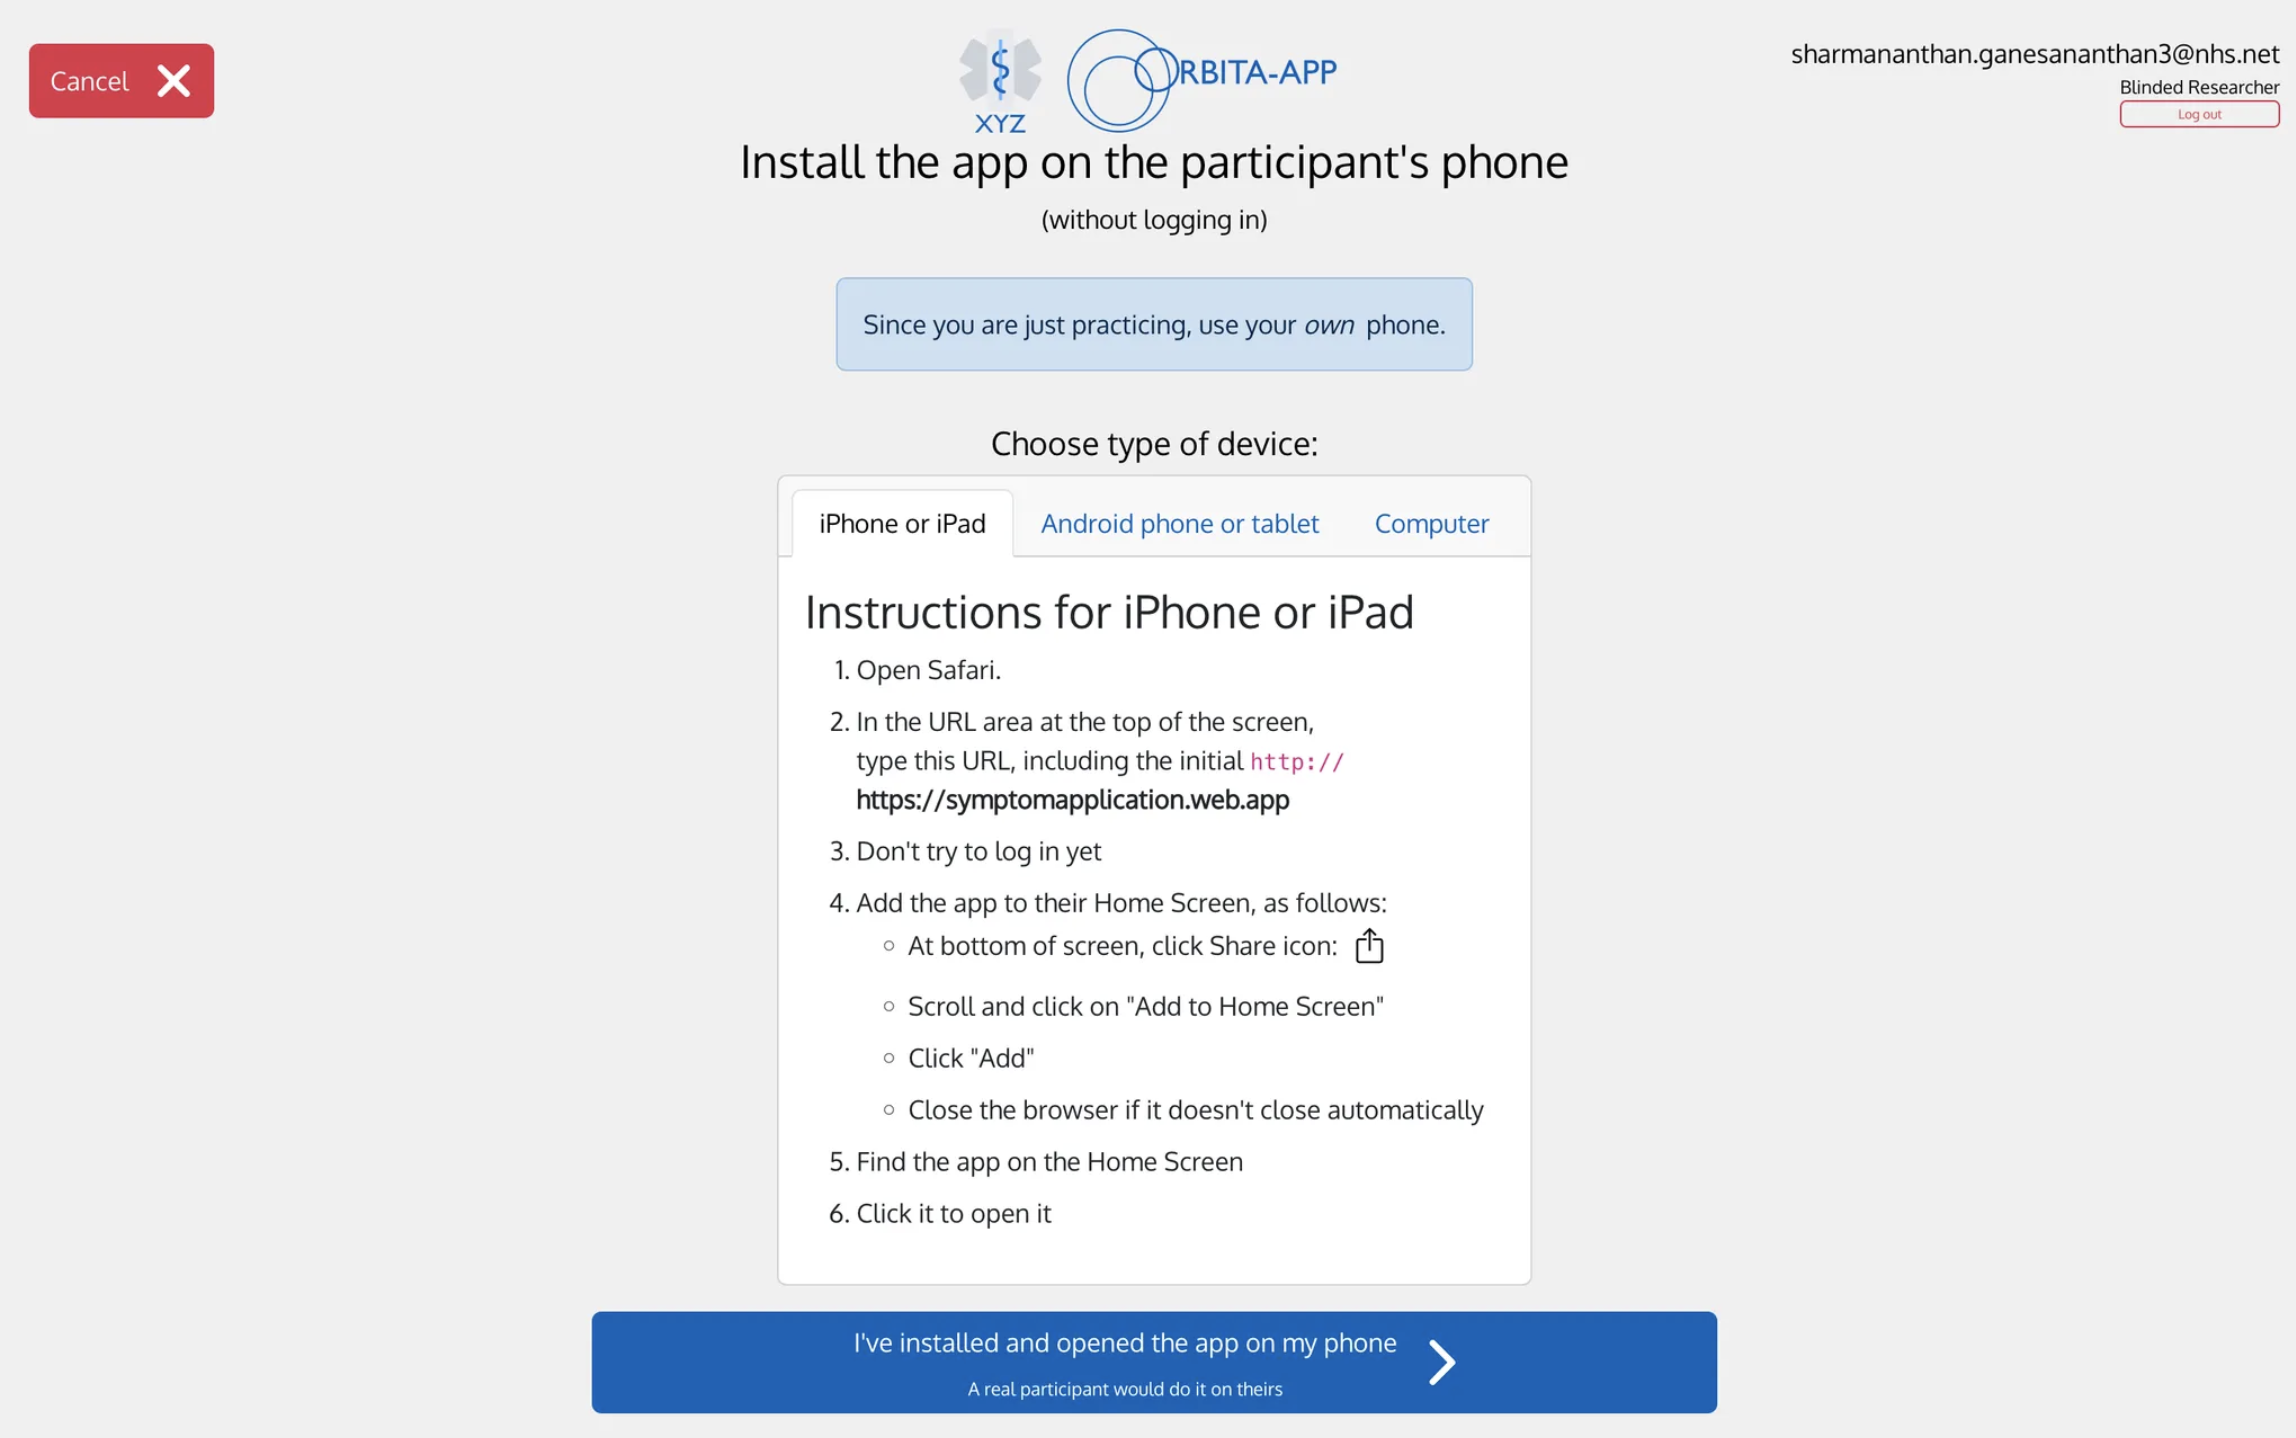 Cancel
XYZ
ORBITA-APP
sharmananthan.ganesananthan3@nhs.net
Blinded Researcher
Log out
Install the app on the participant's phone
(without logging in)
Since you are just practicing, use your own phone.
Choose type of device:
iPhone or iPad
Android phone or tablet
Computer
Instructions for iPhone or iPad
1. Open Safari.
2. In the URL area at the top of the screen,
type this URL, including the initial http://
https://symptomapplication.web.app
3. Don't try to log in yet
4. Add the app to their Home Screen, as follows:
At bottom of screen, click Share icon:
Scroll and click on "Add to Home Screen"
Click "Add"
Close the browser if it doesn't close automatically
5. Find the app on the Home Screen
6. Click it to open it
I've installed and opened the app on my phone
A real participant would do it on theirs